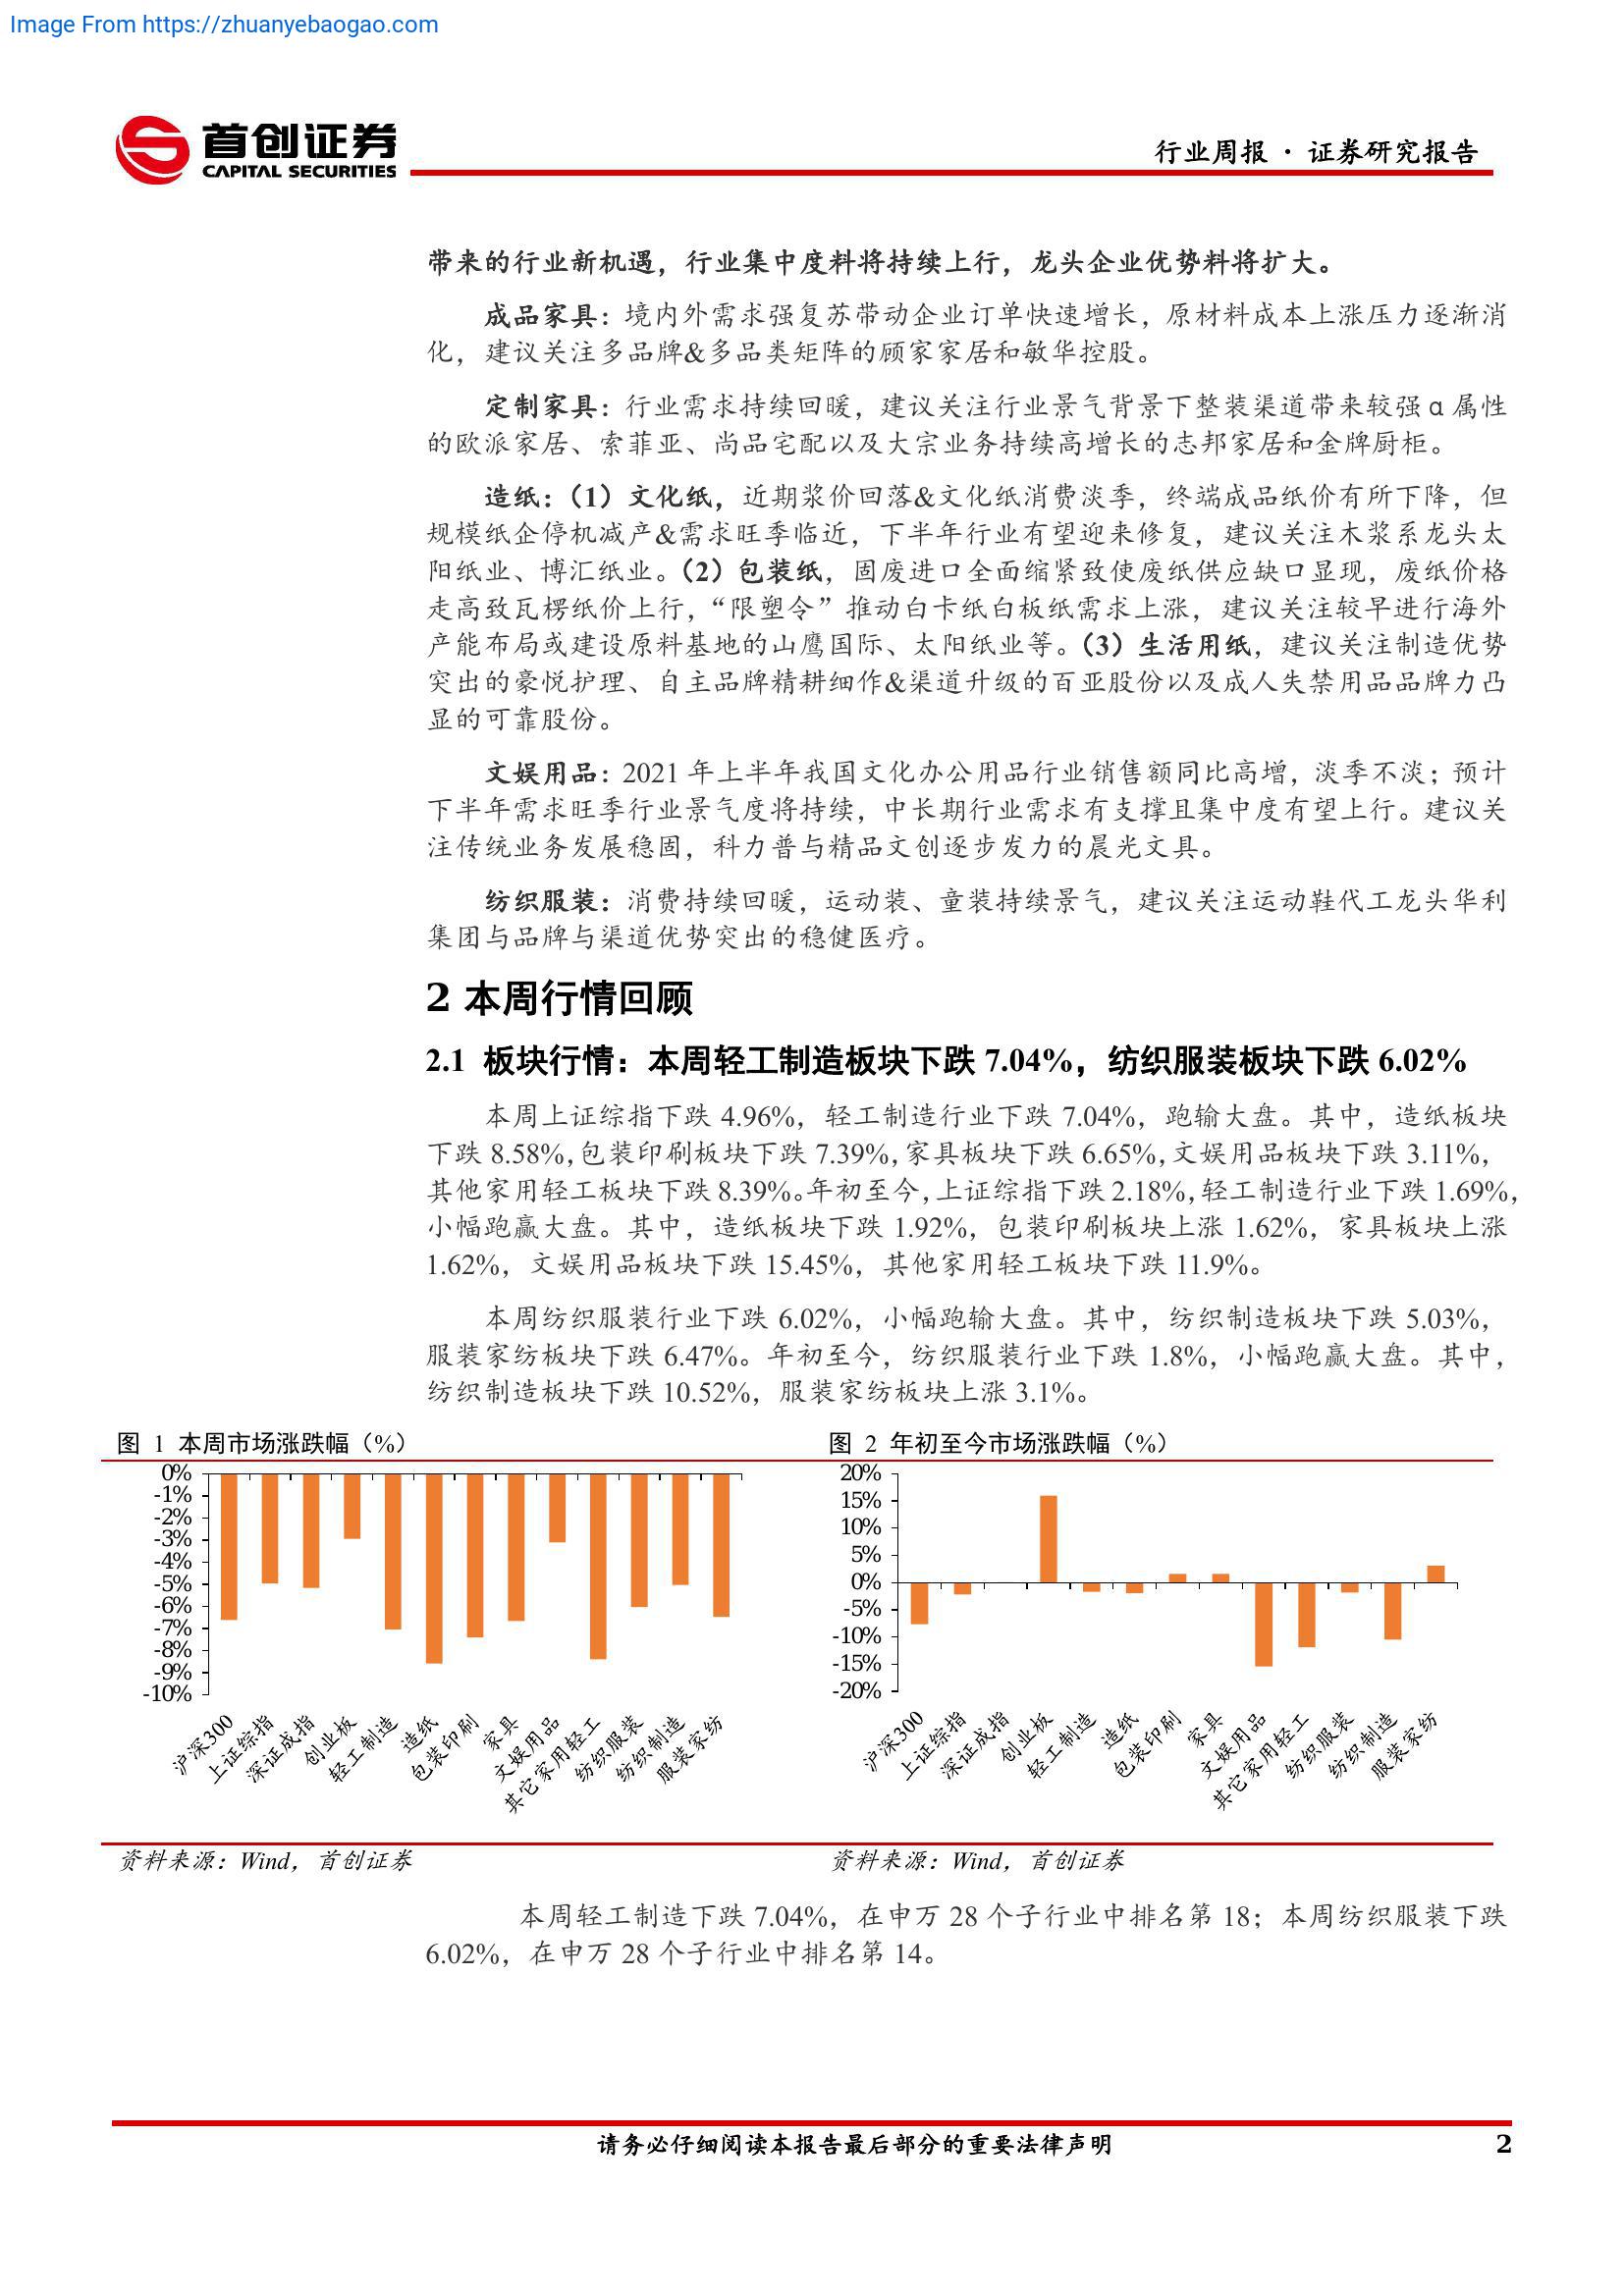 Image From https://zhuanyebaogao.com
首创证券
CAPITAL SECURITIES
行业周报 · 证券研究报告
带来的行业新机遇，行业集中度料将持续上行，龙头企业优势料将扩大。
成品家具：境内外需求强复苏带动企业订单快速增长，原材料成本上涨压力逐渐消
化，建议关注多品牌&多品类矩阵的顾家家居和敏华控股。
定制家具：行业需求持续回暖，建议关注行业景气背景下整装渠道带来较强 α 属性
的欧派家居、索菲亚、尚品宅配以及大宗业务持续高增长的志邦家居和金牌厨柜。
造纸：（1）文化纸，近期浆价回落&文化纸消费淡季，终端成品纸价有所下降，但
规模纸企停机减产&需求旺季临近，下半年行业有望迎来修复，建议关注木浆系龙头太
阳纸业、博汇纸业。（2）包装纸，固废进口全面缩紧致使废纸供应缺口显现，废纸价格
走高致瓦楞纸价上行，“限塑令”推动白卡纸白板纸需求上涨，建议关注较早进行海外
产能布局或建设原料基地的山鹰国际、太阳纸业等。（3）生活用纸，建议关注制造优势
突出的豪悦护理、自主品牌精耕细作&渠道升级的百亚股份以及成人失禁用品品牌力凸
显的可靠股份。
文娱用品：2021 年上半年我国文化办公用品行业销售额同比高增，淡季不淡；预计
下半年需求旺季行业景气度将持续，中长期行业需求有支撑且集中度有望上行。建议关
注传统业务发展稳固，科力普与精品文创逐步发力的晨光文具。
纺织服装：消费持续回暖，运动装、童装持续景气，建议关注运动鞋代工龙头华利
集团与品牌与渠道优势突出的稳健医疗。
2 本周行情回顾
2.1 板块行情：本周轻工制造板块下跌 7.04%，纺织服装板块下跌 6.02%
本周上证综指下跌 4.96%，轻工制造行业下跌 7.04%，跑输大盘。其中，造纸板块
下跌 8.58%，包装印刷板块下跌 7.39%，家具板块下跌 6.65%，文娱用品板块下跌 3.11%，
其他家用轻工板块下跌 8.39%。年初至今，上证综指下跌 2.18%，轻工制造行业下跌 1.69%，
小幅跑赢大盘。其中，造纸板块下跌 1.92%，包装印刷板块上涨 1.62%，家具板块上涨
1.62%，文娱用品板块下跌 15.45%，其他家用轻工板块下跌 11.9%。
本周纺织服装行业下跌 6.02%，小幅跑输大盘。其中，纺织制造板块下跌 5.03%，
服装家纺板块下跌 6.47%。年初至今，纺织服装行业下跌 1.8%，小幅跑赢大盘。其中，
纺织制造板块下跌 10.52%，服装家纺板块上涨 3.1%。
图 1 本周市场涨跌幅（%）
0%
-1%
-2%
-3%
-4%
-5%
-6%
-7%
-8%
-9%
-10%
沪深300
上证综指
深证成指
创业板
轻工制造
造纸
包装印刷
家具
文娱用品
其它家用轻工
纺织服装
纺织制造
服装家纺
资料来源：Wind，首创证券
图 2 年初至今市场涨跌幅（%）
20%
15%
10%
5%
0%
-5%
-10%
-15%
-20%
沪深300
上证综指
深证成指
创业板
轻工制造
造纸
包装印刷
家具
文娱用品
其它家用轻工
纺织服装
纺织制造
服装家纺
资料来源：Wind，首创证券
本周轻工制造下跌 7.04%，在申万 28 个子行业中排名第 18；本周纺织服装下跌
6.02%，在申万 28 个子行业中排名第 14。
请务必仔细阅读本报告最后部分的重要法律声明
2